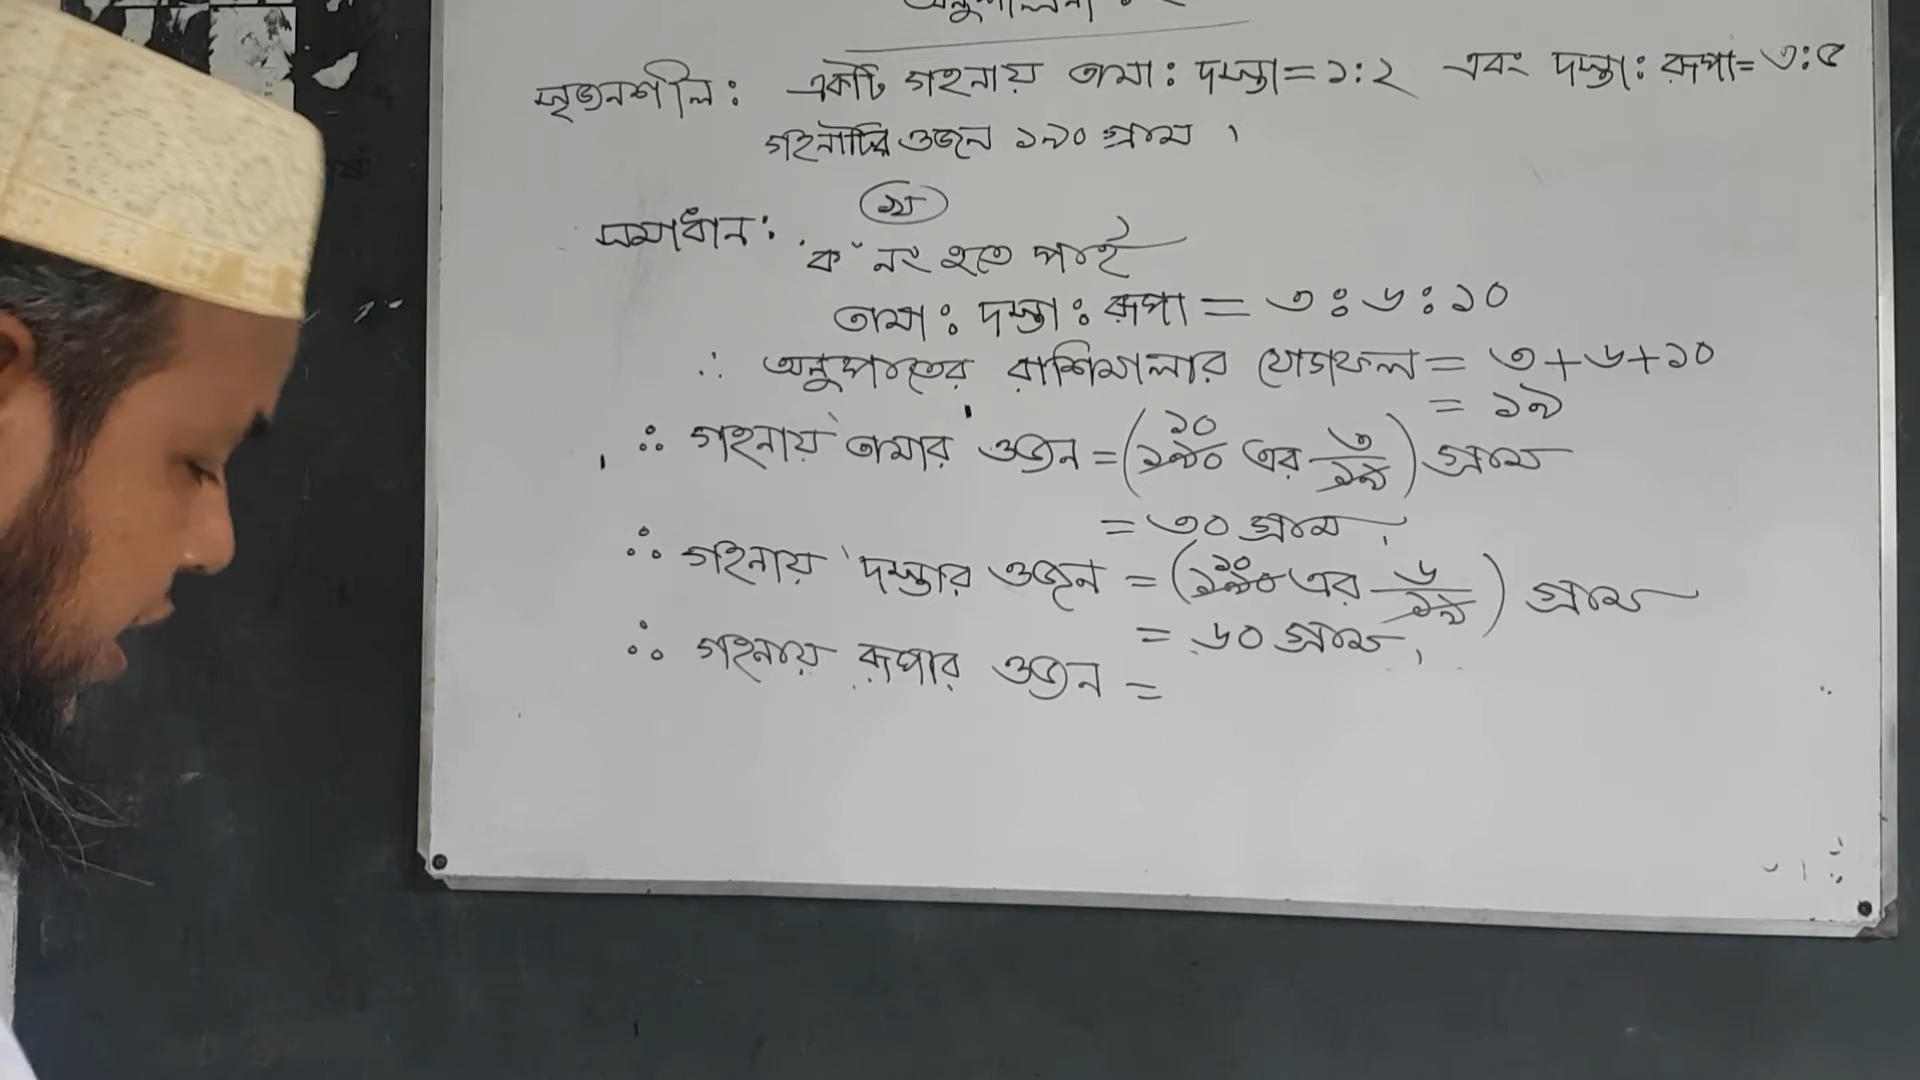 সৃজনশীল: একটি গহনায় তামা : দস্তা = ১:২ এবং দস্তা : রূপা = ৩:৫
গহনাটির ওজন ১৯০ গ্রাম ।
খ
সমাধান: 'ক' নং হতে পাই
তামা : দস্তা : রূপা = ৩ : ৬ : ১০
∴ অনুপাতের রাশিমালার যোগফল = ৩+৬+১০
= ১৯
∴ গহনায় তামার ওজন = (১৯০ ১০ এর ৩/১৯) গ্রাম
= ৩০ গ্রাম ।
∴ গহনায় দস্তার ওজন = (১৯০ ১০ এর ৬/১৯) গ্রাম
= ৬০ গ্রাম ।
∴ গহনায় রূপার ওজন =